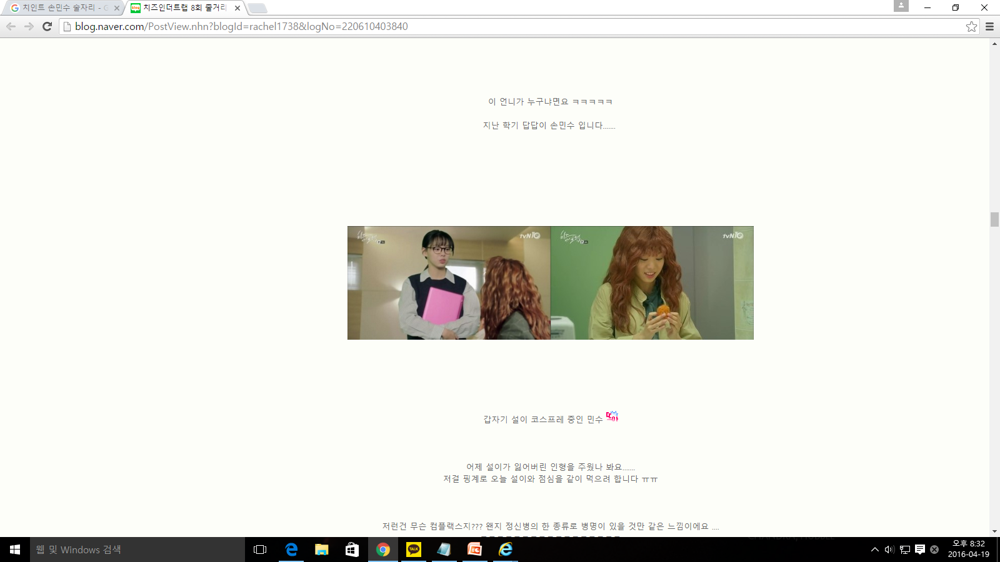 치인트 손민수 술자리 - G
치즈인더트랩 8회 줄거리
blog.naver.com/PostView.nhn?blogId=rachel1738&logNo=220610403840
이 언니가 누구냐면요 ㅋㅋㅋㅋㅋ
지난 학기 답답이 손민수 입니다.......
tvN10 tvN10
갑자기 설이 코스프레 중인 민수
어제 설이가 잃어버린 인형을 주웠나 봐요.......
저걸 핑계로 오늘 설이와 점심을 같이 먹으려 합니다 ㅠㅠ
저런건 무슨 컴플랙스지??? 왠지 정신병의 한 종류로 병명이 있을 것만 같은 느낌이에요 ....
웹 및 Windows 검색
TALK
오후 8:32
2016-04-19